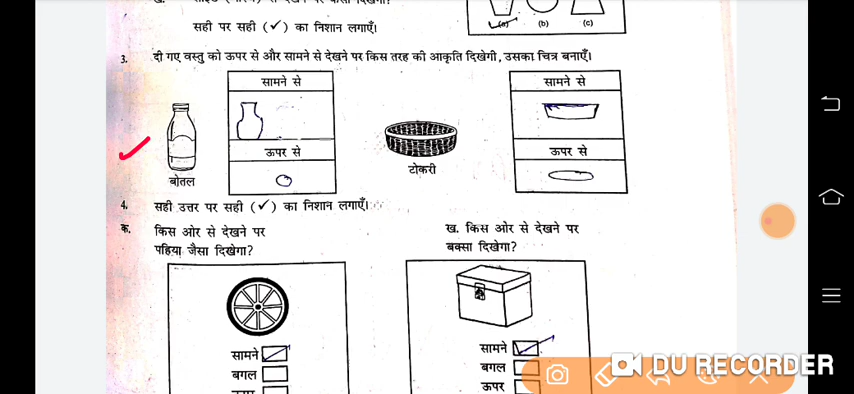 सही पर सही (✓) का निशान लगाएँ।
(a) (b) (c)
3. दी गए वस्तु को ऊपर से और सामने से देखने पर किस तरह की आकृति दिखेगी, उसका चित्र बनाएँ।
सामने से
ऊपर से
बोतल
सामने से
ऊपर से
टोकरी
4. सही उत्तर पर सही (✓) का निशान लगाएँ।
क. किस ओर से देखने पर
पहिया जैसा दिखेगा?
सामने
बगल
ख. किस ओर से देखने पर
बक्सा दिखेगा?
सामने
बगल
ऊपर
DU RECORDER